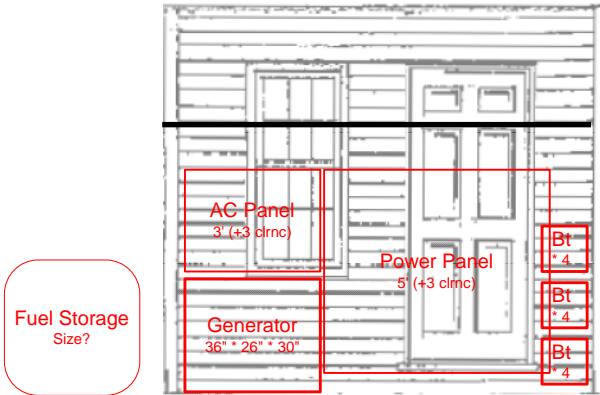 AC Panel
3' (+3 clrnc)
Bt
* 4
Power Panel
5' (+3 clrnc)
Bt
* 4
Fuel Storage
Size?
Generator
36" * 26" * 30"
Bt
* 4